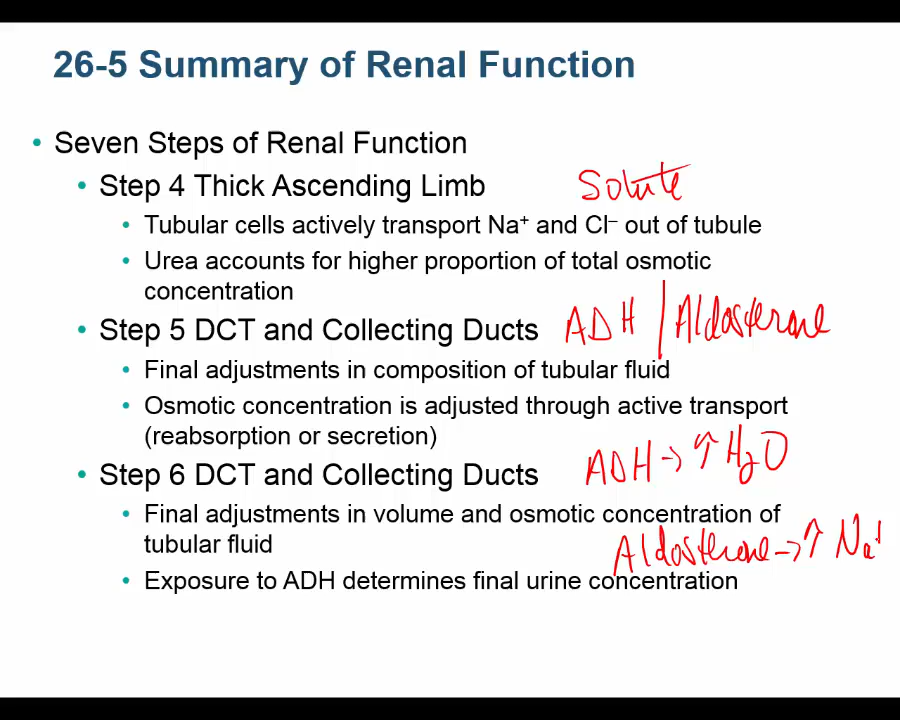 26-5 Summary of Renal Function
• Seven Steps of Renal Function
• Step 4 Thick Ascending Limb
Solute
• Tubular cells actively transport Na⁺ and Cl⁻ out of tubule
• Urea accounts for higher proportion of total osmotic
concentration
• Step 5 DCT and Collecting Ducts
ADH | Aldosterone
• Final adjustments in composition of tubular fluid
• Osmotic concentration is adjusted through active transport
(reabsorption or secretion)
• Step 6 DCT and Collecting Ducts
ADH → ↑ H₂O
• Final adjustments in volume and osmotic concentration of
tubular fluid
Aldosterone → ↑ Na⁺
• Exposure to ADH determines final urine concentration